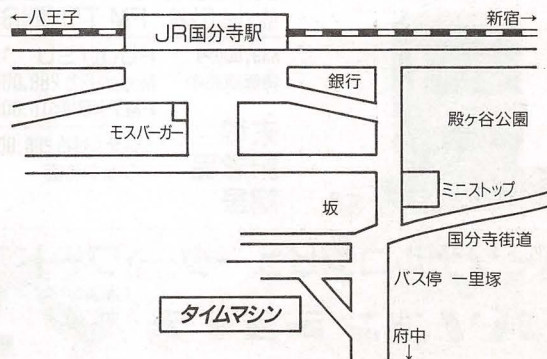 ←八王子
新宿→
JR国分寺駅
銀行
モスバーガー
殿ヶ谷公園
坂
ミニストップ
国分寺街道
バス停 一里塚
タイムマシン
府中
↓